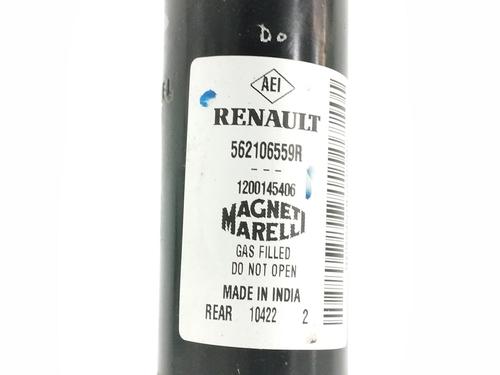 Do
AEI
RENAULT
562106559R
---
1200145406
MAGNETI
MARELLI
GAS FILLED
DO NOT OPEN
MADE IN INDIA
REAR 10422 2